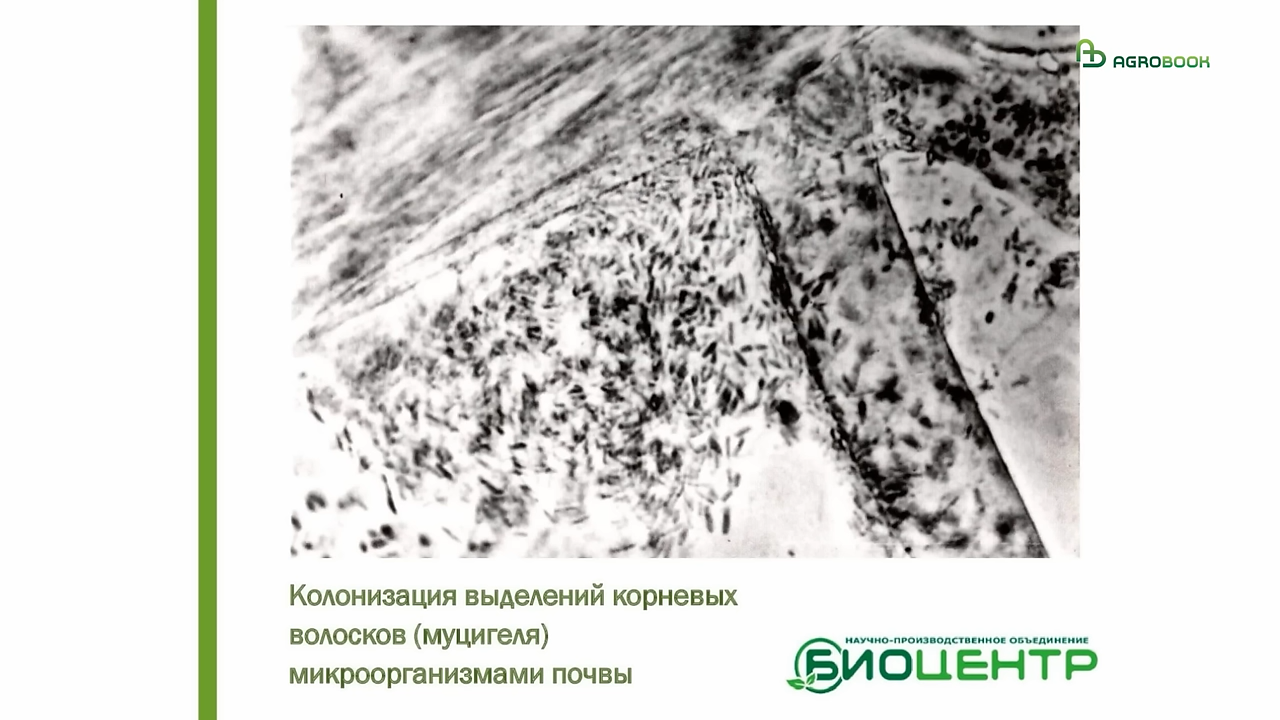 AGROBOOK
Колонизация выделений корневых
волосков (муцигеля)
микроорганизмами почвы
НАУЧНО-ПРОИЗВОДСТВЕННОЕ ОБЪЕДИНЕНИЕ
БИОЦЕНТР